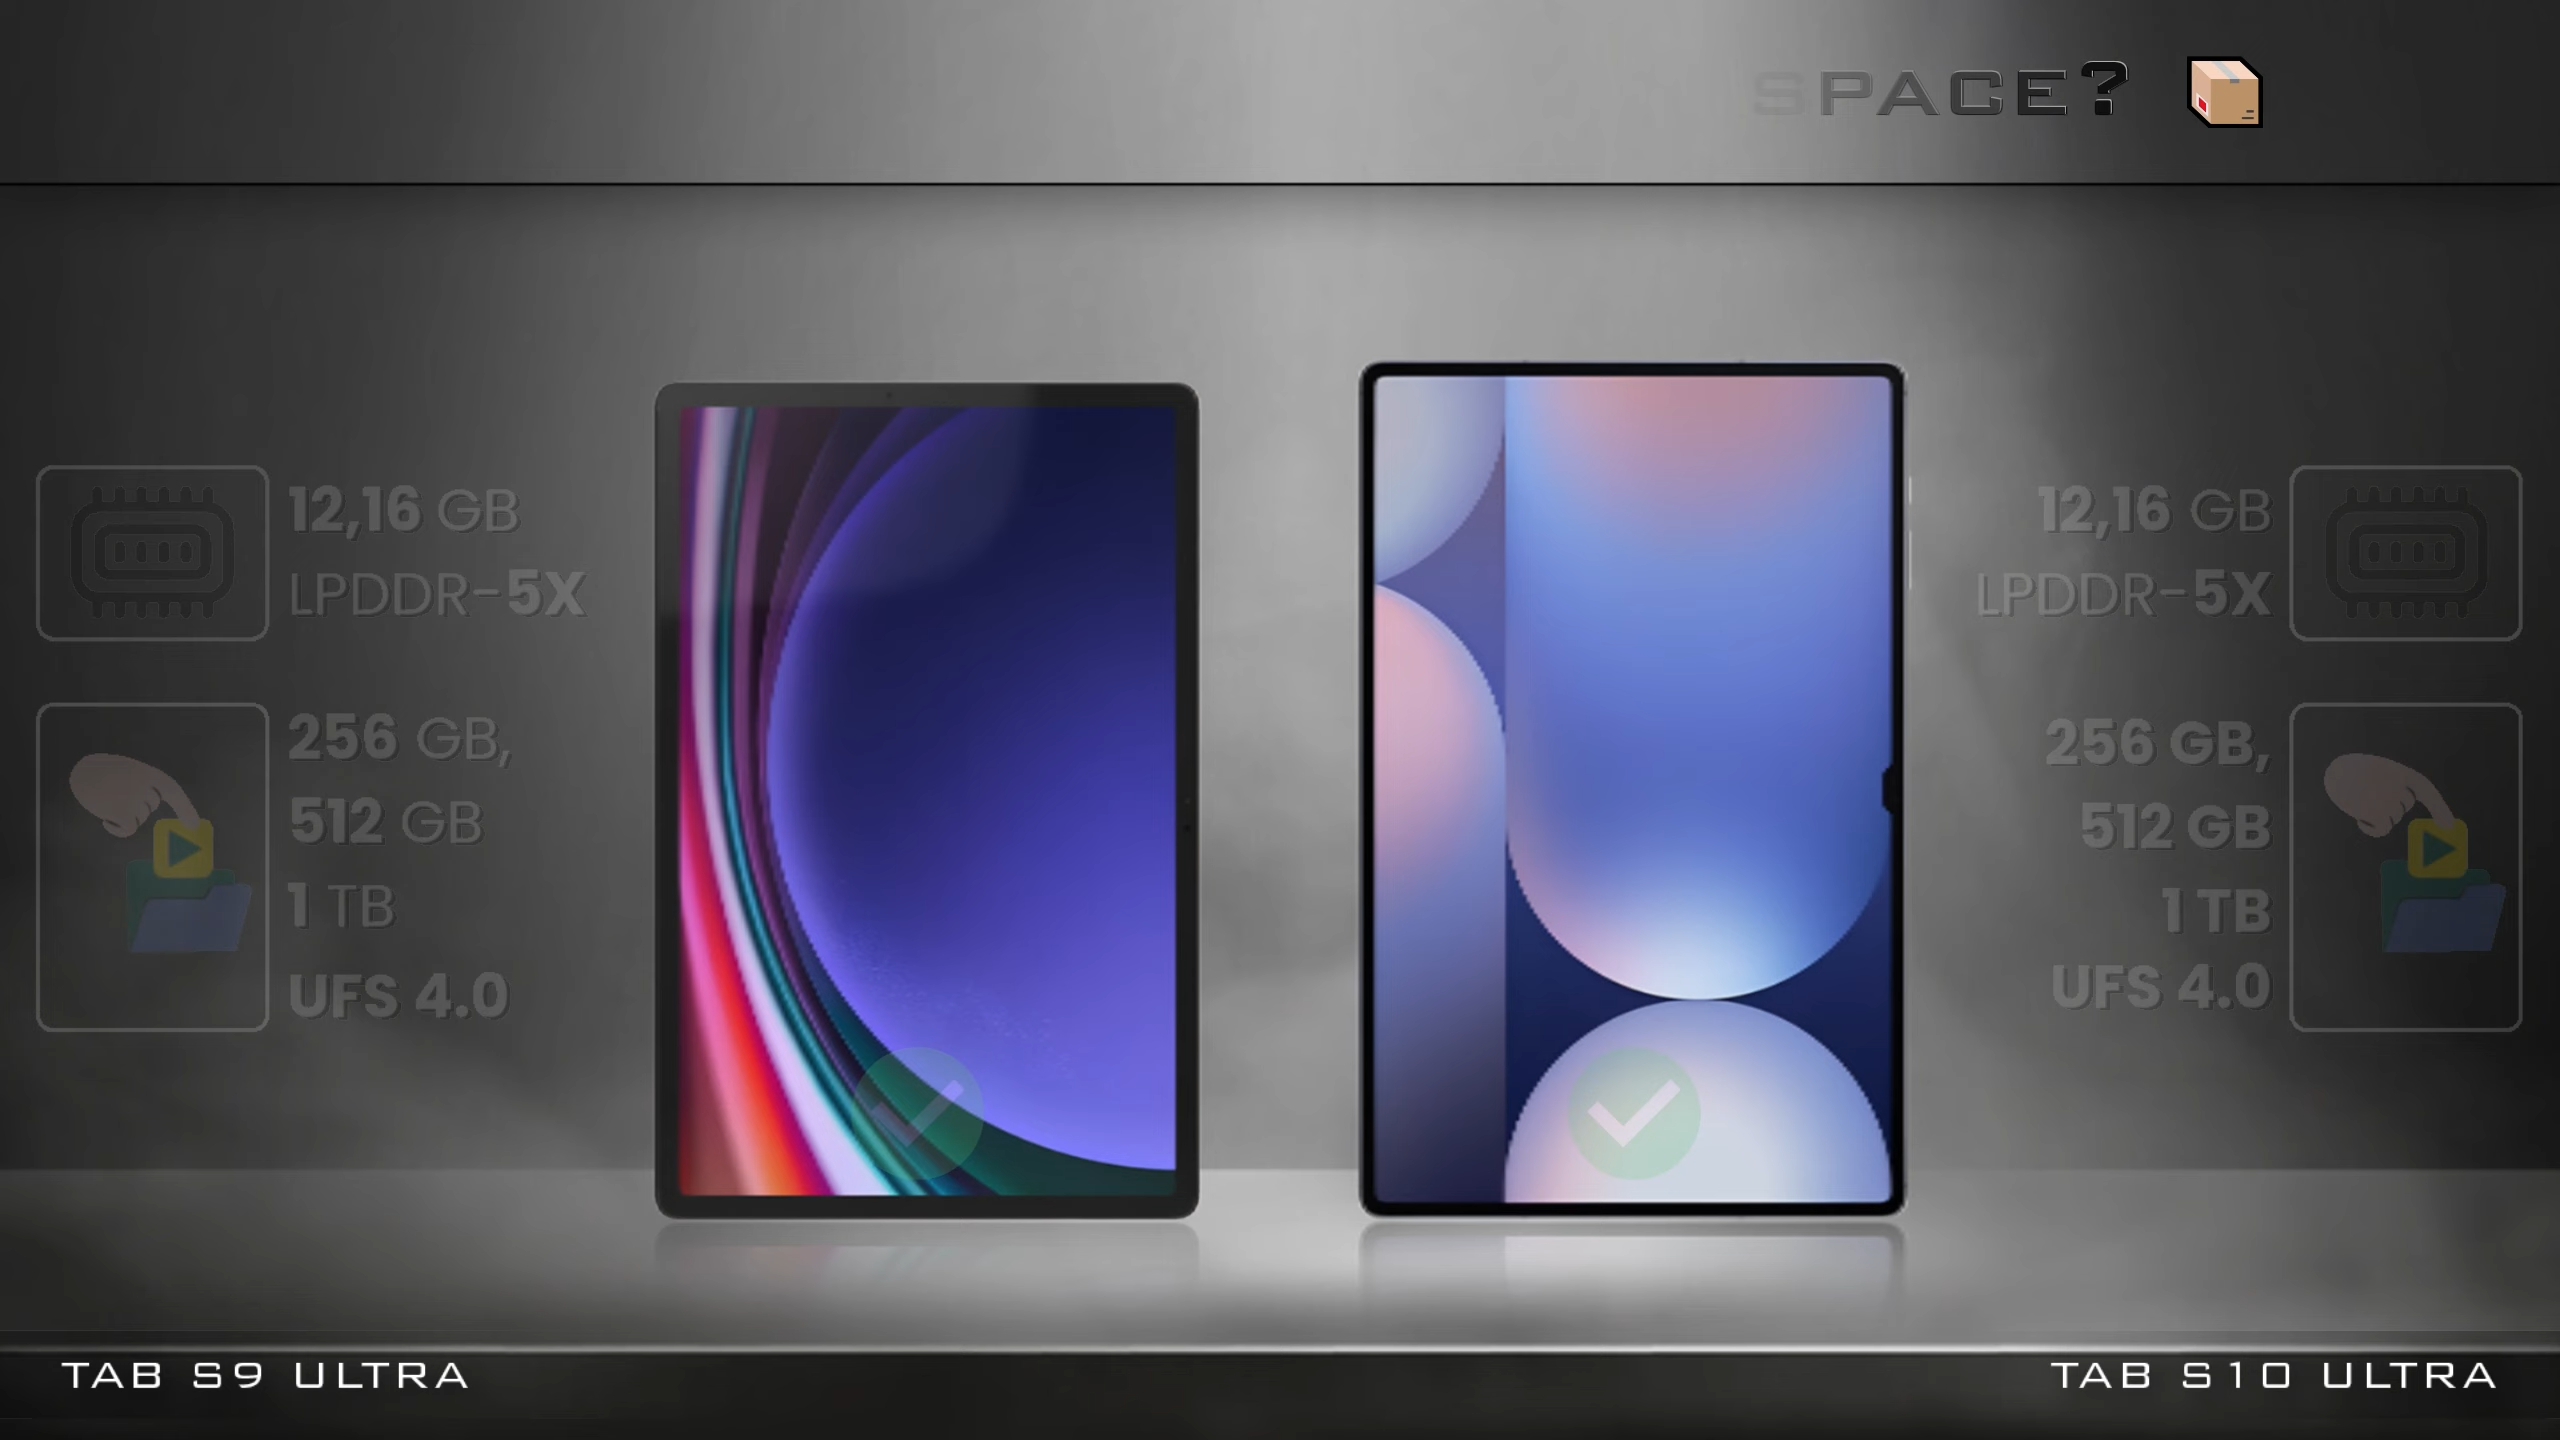 SPACE?
12,16 GB
LPDDR-5X
256 GB,
512 GB
1 TB
UFS 4.0
12,16 GB
LPDDR-5X
256 GB,
512 GB
1 TB
UFS 4.0
TAB S9 ULTRA
TAB S10 ULTRA